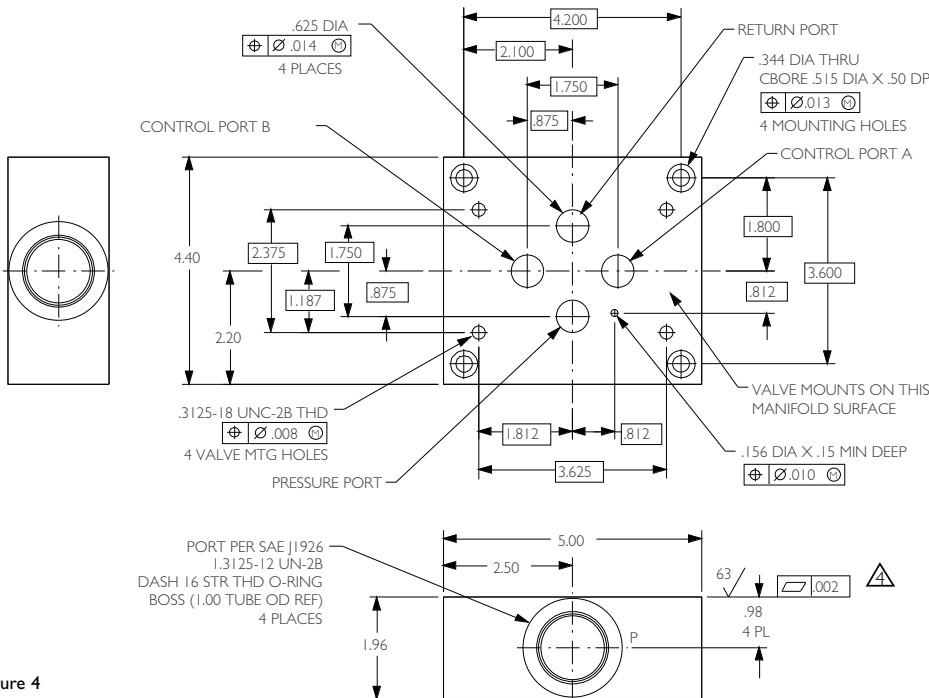 4.200
.625 DIA
⌖ Ø .014 Ⓜ
4 PLACES
2.100
RETURN PORT
.344 DIA THRU
CBORE .515 DIA X .50 DP
⌖ Ø.013 Ⓜ
4 MOUNTING HOLES
1.750
.875
CONTROL PORT B
CONTROL PORT A
4.40
2.20
2.375
1.187
1.750
.875
1.800
3.600
.812
.3125-18 UNC-2B THD
⌖ Ø .008 Ⓜ
4 VALVE MTG HOLES
PRESSURE PORT
1.812
.812
3.625
VALVE MOUNTS ON THIS
MANIFOLD SURFACE
.156 DIA X .15 MIN DEEP
⌖ Ø.010 Ⓜ
PORT PER SAE J1926
1.3125-12 UN-2B
DASH 16 STR THD O-RING
BOSS (1.00 TUBE OD REF)
4 PLACES
5.00
2.50
63
⏥ .002
4
.98
4 PL
1.96
P
ure 4